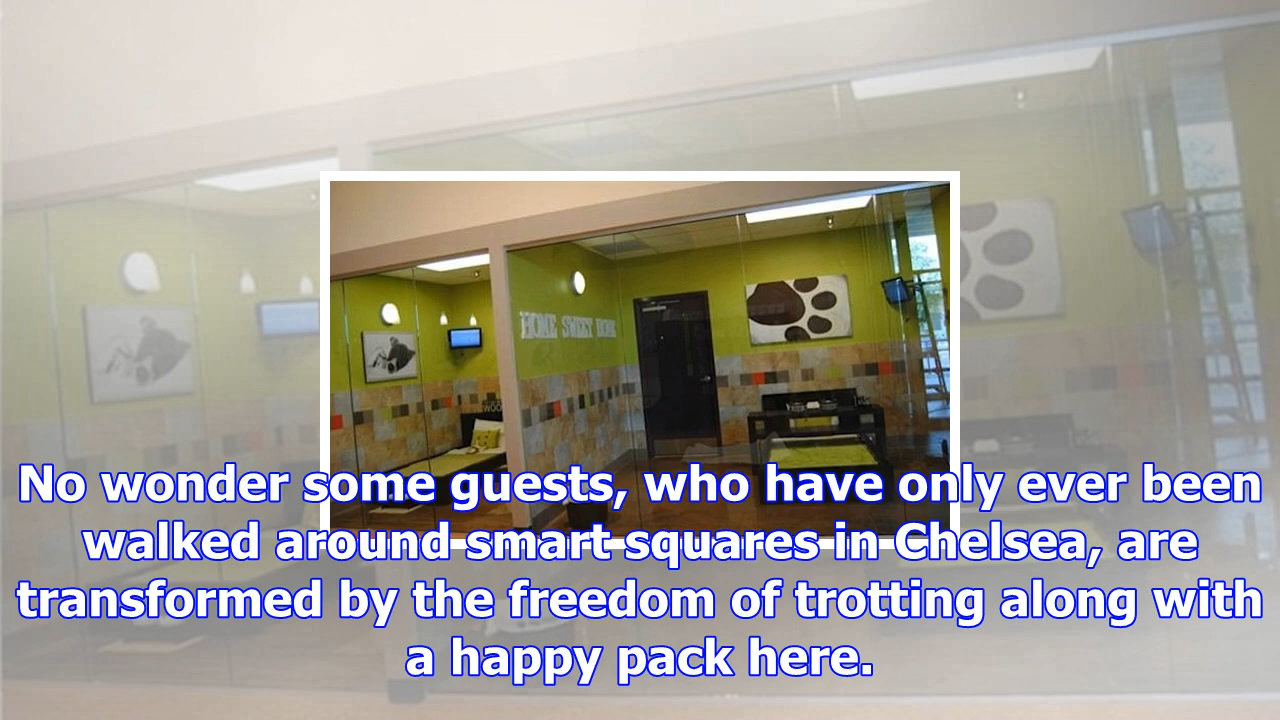 HOME SWEET HOME
No wonder some guests, who have only ever been
walked around smart squares in Chelsea, are
transformed by the freedom of trotting along with
a happy pack here.